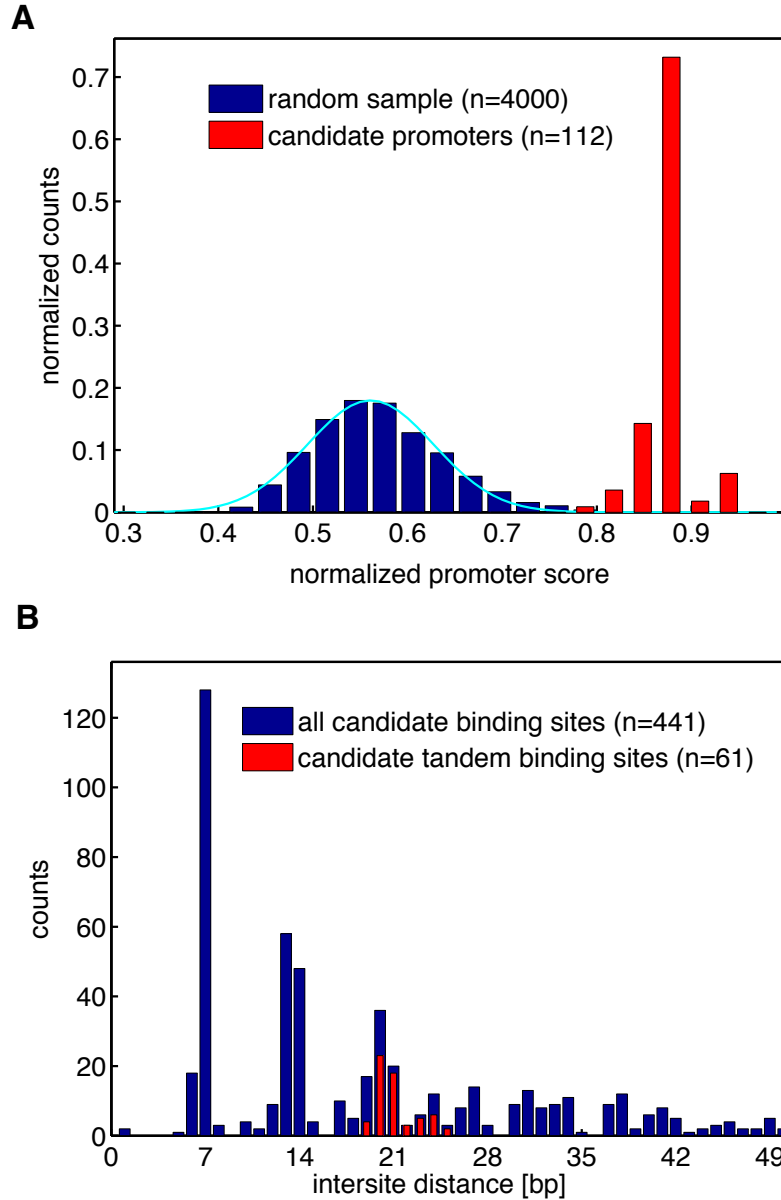 A
0.7
0.6
0.5
0.4
0.3
0.2
0.1
0
normalized counts
random sample (n=4000)
candidate promoters (n=112)
0.3 0.4 0.5 0.6 0.7 0.8 0.9
normalized promoter score
B
120
100
80
60
40
20
0
counts
all candidate binding sites (n=441)
candidate tandem binding sites (n=61)
0 7 14 21 28 35 42 49
intersite distance [bp]